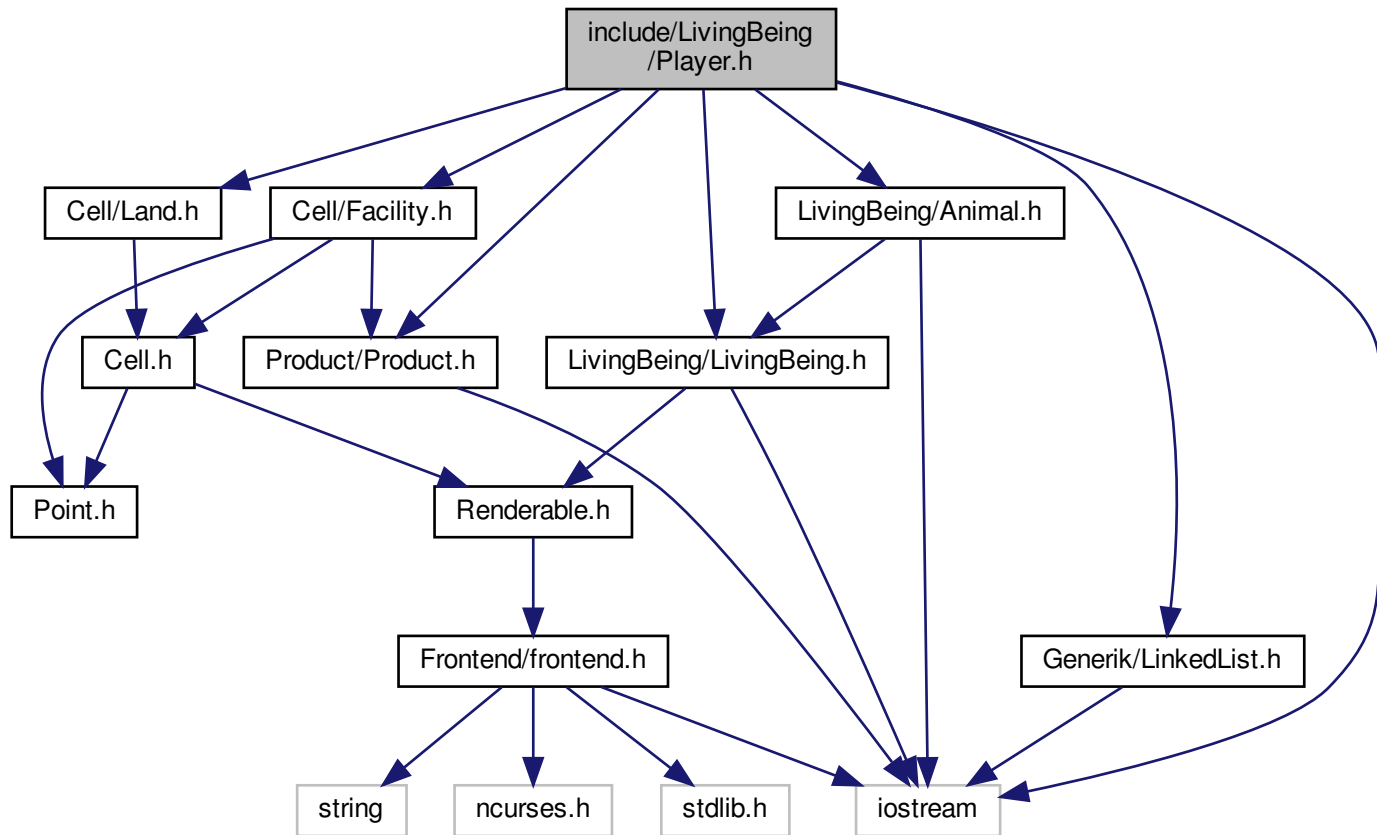 include/LivingBeing
/Player.h
Cell/Land.h
Cell/Facility.h
LivingBeing/Animal.h
Cell.h
Product/Product.h
LivingBeing/LivingBeing.h
Point.h
Renderable.h
Frontend/frontend.h
Generik/LinkedList.h
string
ncurses.h
stdlib.h
iostream